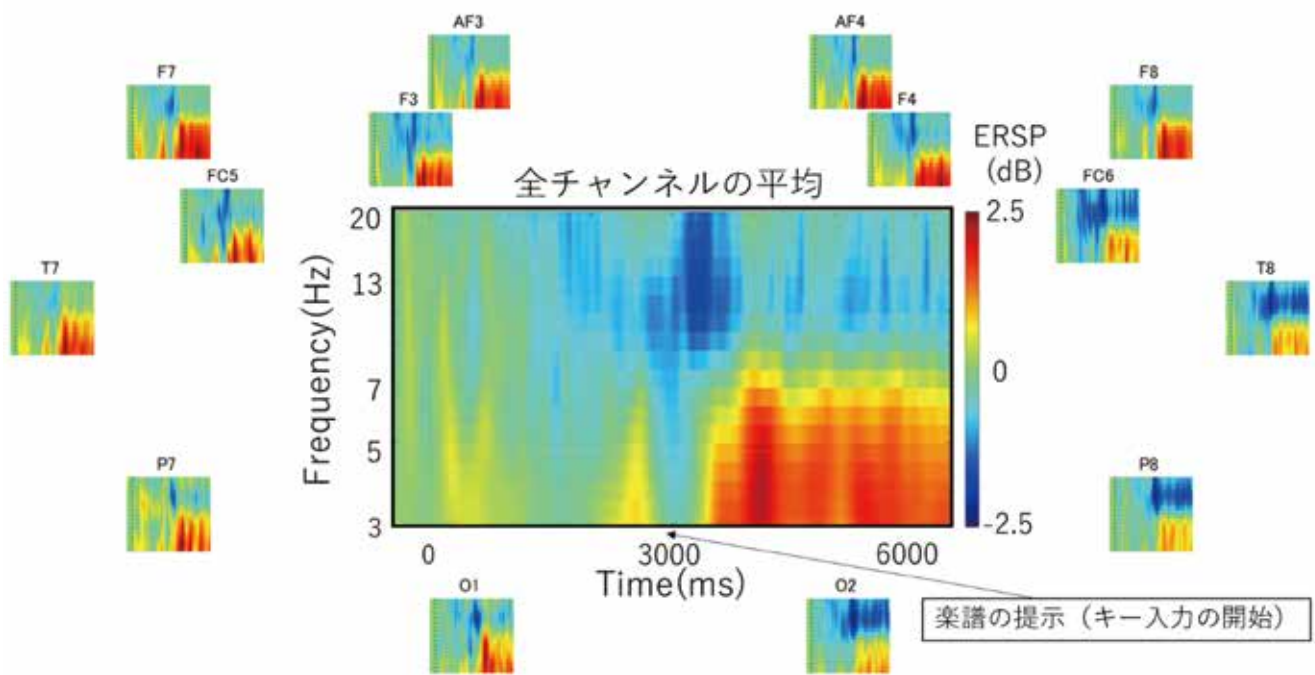 AF3
AF4
F7
F8
F3
F4
ERSP
(dB)
FC5
FC6
全チャンネルの平均
20
13
7
5
3
Frequency(Hz)
2.5
0
-2.5
T7
T8
P7
P8
0
3000
6000
Time(ms)
O1
O2
楽譜の提示（キー入力の開始）